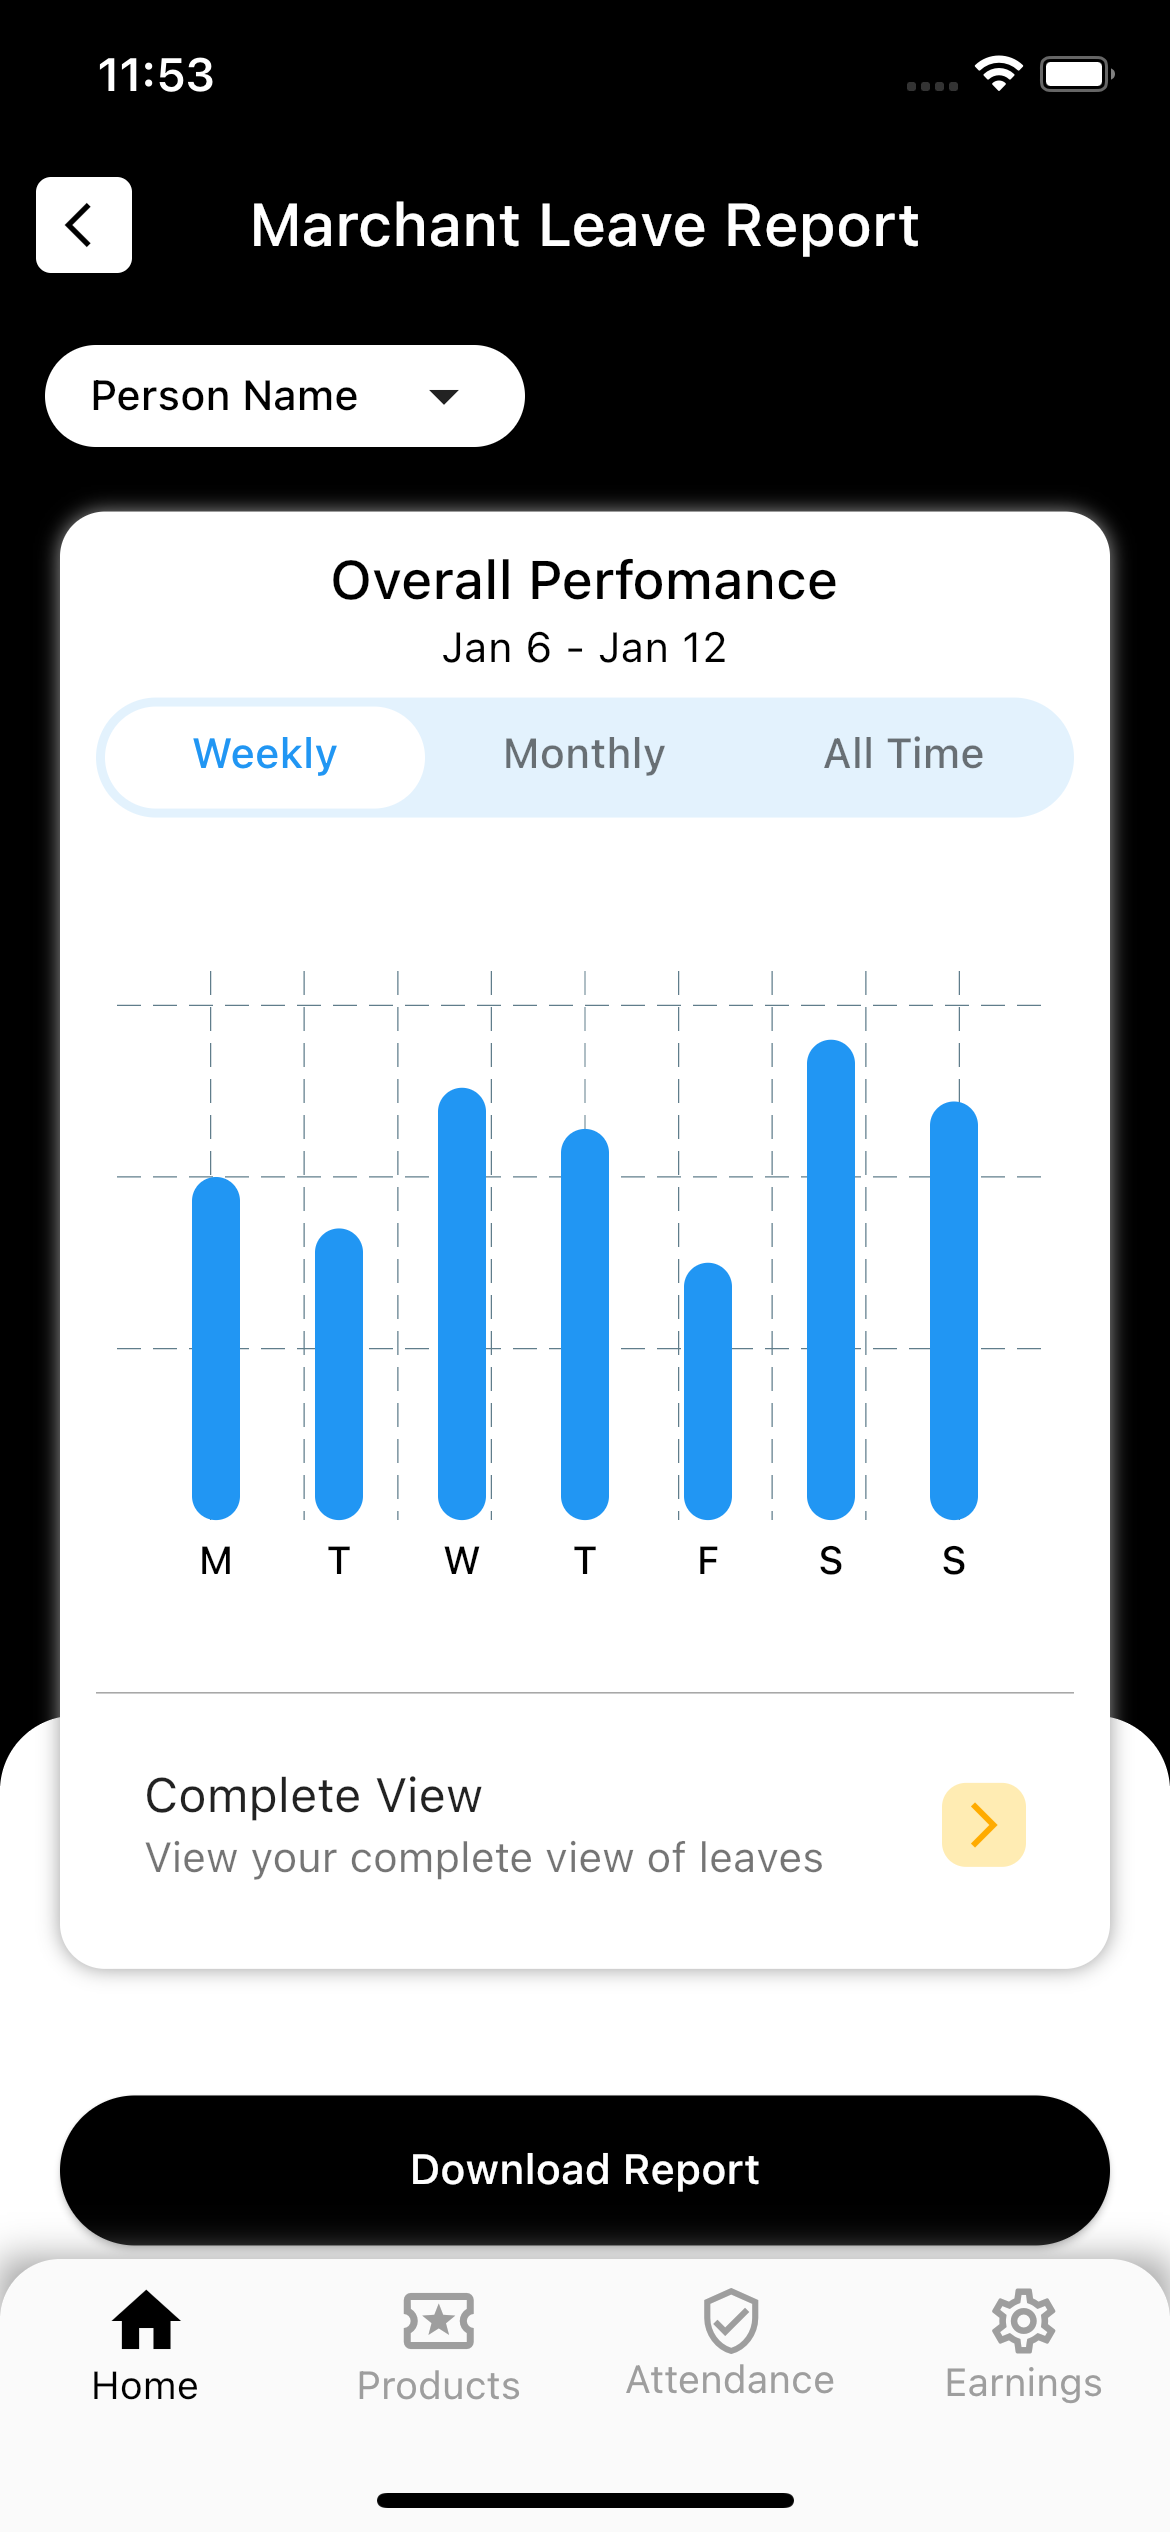 11:53
Marchant Leave Report
Person Name
Overall Perfomance
Jan 6 - Jan 12
Weekly Monthly All Time
M T W T F S S
Complete View
View your complete view of leaves
Download Report
Home Products Attendance Earnings